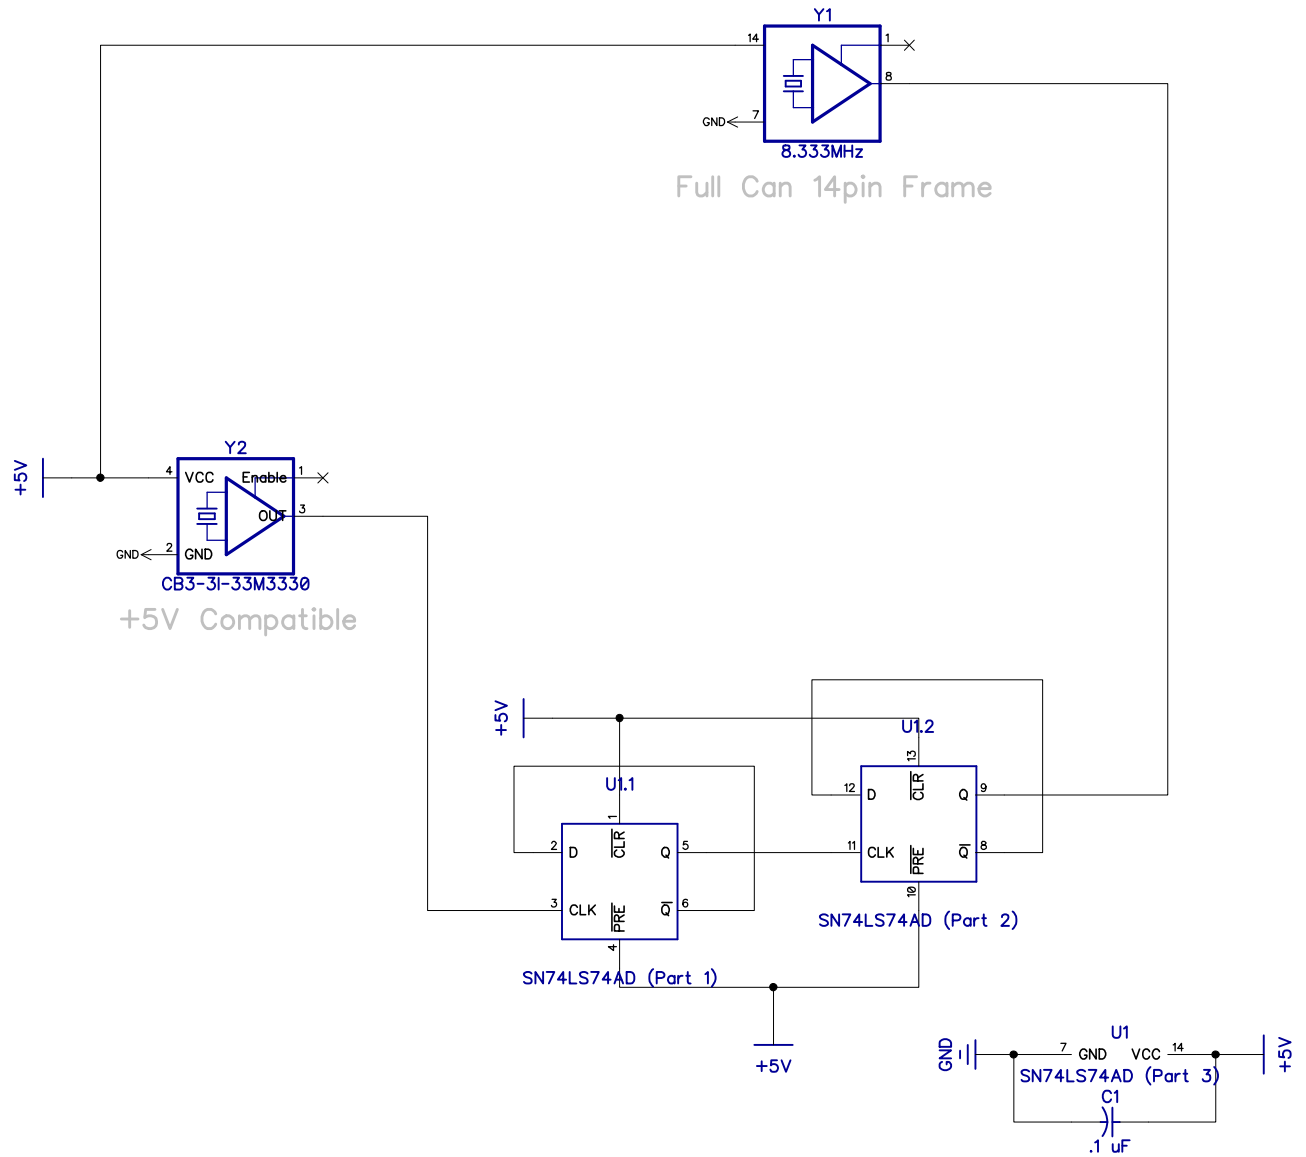 Y1
14
1
8
GND
7
8.333MHz
Full Can 14pin Frame
Y2
+5V
4
VCC
Enable
1
OUT
3
GND
2
GND
CB3-3I-33M3330
+5V Compatible
+5V
U1.2
13
12
D
CLR
Q
9
11
CLK
PRE
Q
8
10
SN74LS74AD (Part 2)
U1.1
1
2
D
CLR
Q
5
3
CLK
PRE
Q
6
4
SN74LS74AD (Part 1)
+5V
U1
GND
7
GND
VCC
14
+5V
SN74LS74AD (Part 3)
C1
.1 uF